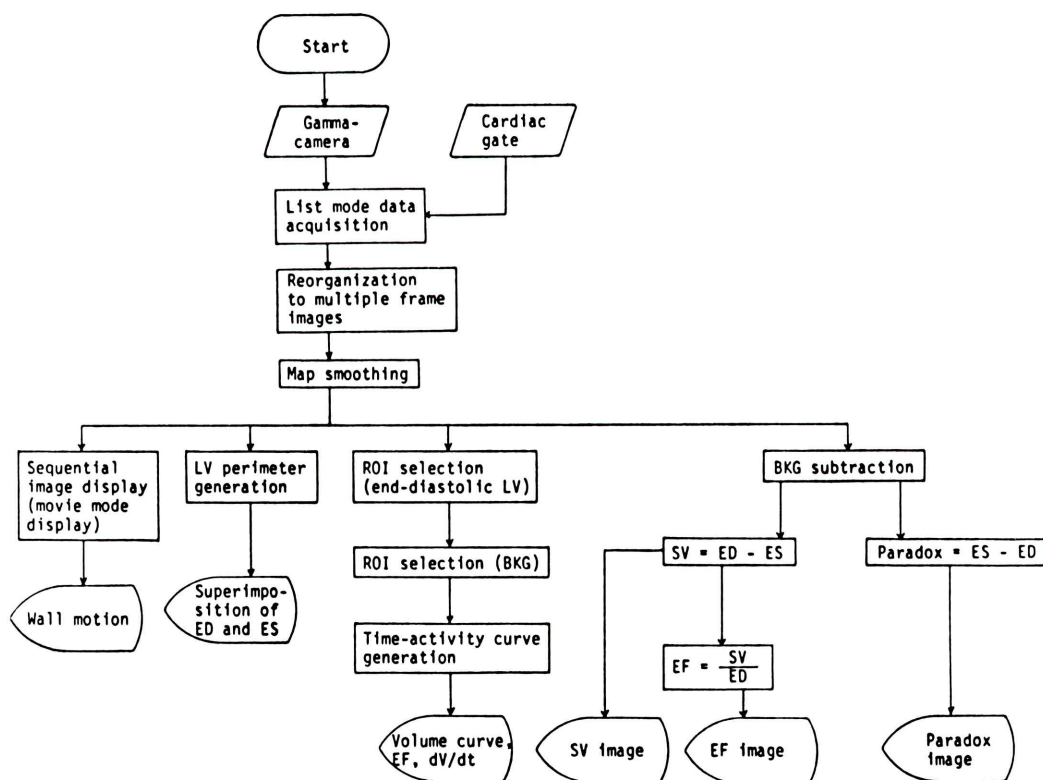 Start
Gamma-
camera
Cardiac
gate
List mode data
acquisition
Reorganization
to multiple frame
images
Map smoothing
Sequential
image display
(movie mode
display)
LV perimeter
generation
ROI selection
(end-diastolic LV)
BKG subtraction
ROI selection (BKG)
SV = ED - ES
Paradox = ES - ED
Wall motion
Superimpo-
sition of
ED and ES
Time-activity curve
generation
EF = SV
ED
Volume curve,
EF, dV/dt
SV image
EF image
Paradox
image